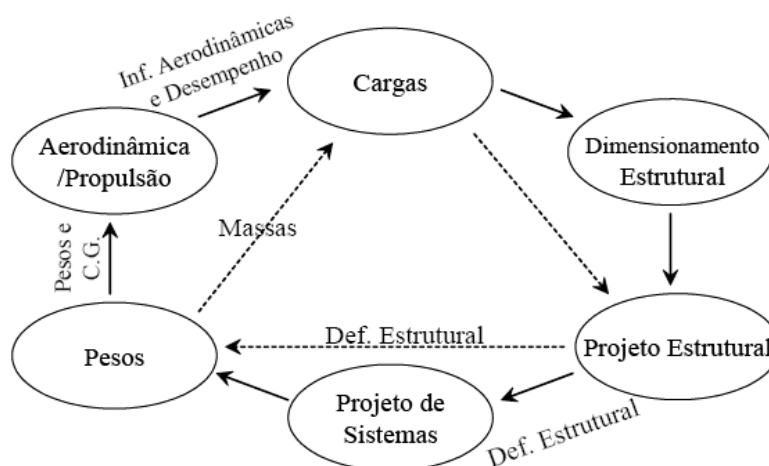 Inf. Aerodinâmicas
e Desempenho
Cargas
Aerodinâmica
/Propulsão
Dimensionamento
Estrutural
Massas
Pesos e
C.G.
Def. Estrutural
Pesos
Projeto Estrutural
Projeto de
Sistemas
Def. Estrutural